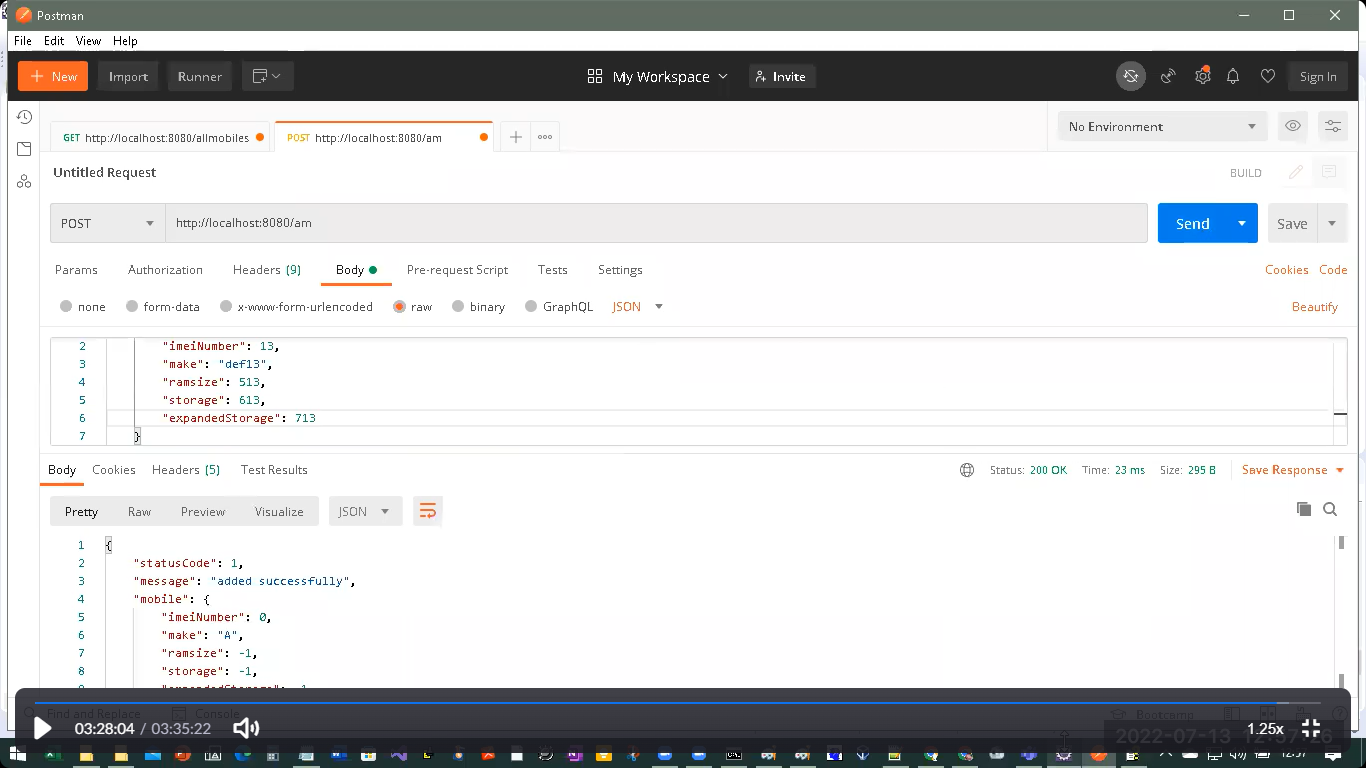 Postman
File Edit View Help
New Import Runner My Workspace Invite Sign In
GET http://localhost:8080/allmobiles POST http://localhost:8080/am No Environment
Untitled Request BUILD
POST http://localhost:8080/am Send Save
Params Authorization Headers (9) Body Pre-request Script Tests Settings Cookies Code
none form-data x-www-form-urlencoded raw binary GraphQL JSON Beautify
2 "imeiNumber": 13,
3 "make": "def13",
4 "ramsize": 513,
5 "storage": 613,
6 "expandedStorage": 713
7 }
Body Cookies Headers (5) Test Results Status: 200 OK Time: 23 ms Size: 295 B Save Response
Pretty Raw Preview Visualize JSON
1 {
2 "statusCode": 1,
3 "message": "added successfully",
4 "mobile": {
5 "imeiNumber": 0,
6 "make": "A",
7 "ramsize": -1,
8 "storage": -1,
Find and Replace Console Bootcamp
03:28:04 / 03:35:22 1.25x
2022-07-13 12:57:26